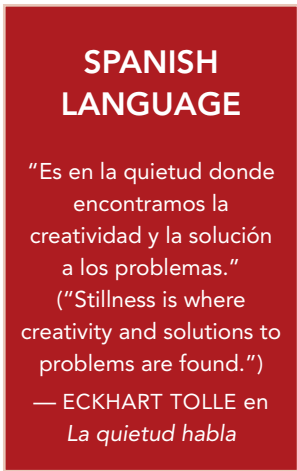 SPANISH
LANGUAGE
“Es en la quietud donde
encontramos la
creatividad y la solución
a los problemas.”
(“Stillness is where
creativity and solutions to
problems are found.”)
— ECKHART TOLLE en
La quietud habla